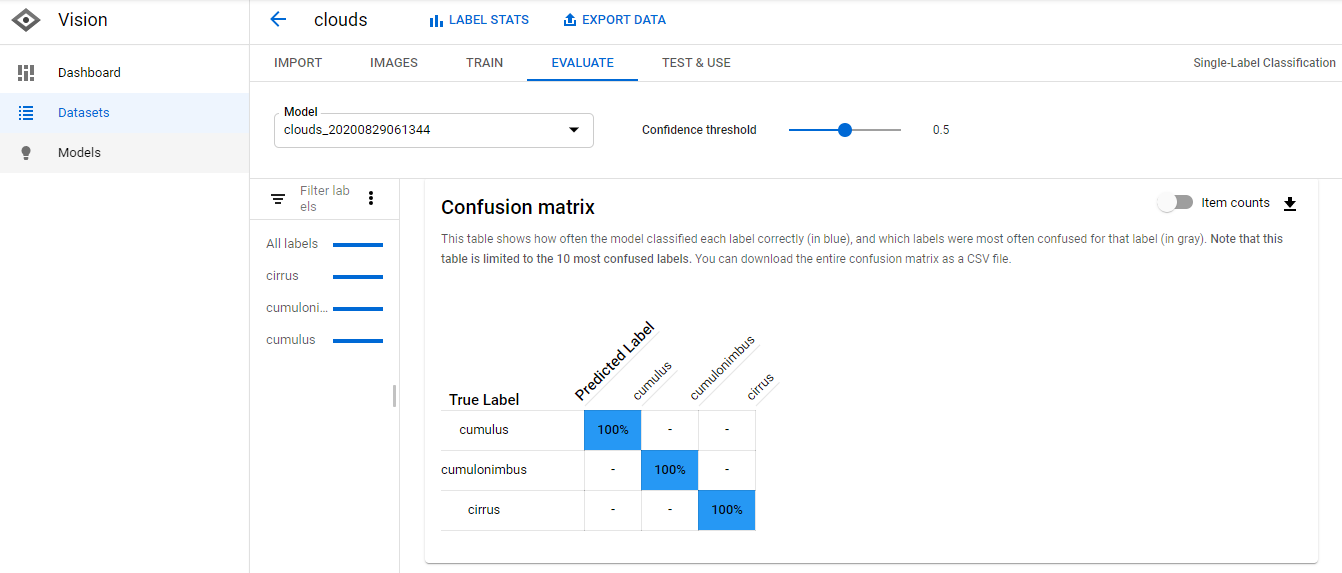 Vision
clouds
LABEL STATS
EXPORT DATA
Dashboard
Datasets
Models
IMPORT
IMAGES
TRAIN
EVALUATE
TEST & USE
Single-Label Classification
Model
clouds_20200829061344
Confidence threshold
0.5
Filter lab
els
All labels
cirrus
cumuloni...
cumulus
Confusion matrix
Item counts
This table shows how often the model classified each label correctly (in blue), and which labels were most often confused for that label (in gray). Note that this
table is limited to the 10 most confused labels. You can download the entire confusion matrix as a CSV file.
True Label
Predicted Label
cumulus
cumulonimbus
cirrus
cumulus 100% - -
cumulonimbus - 100% -
cirrus - - 100%